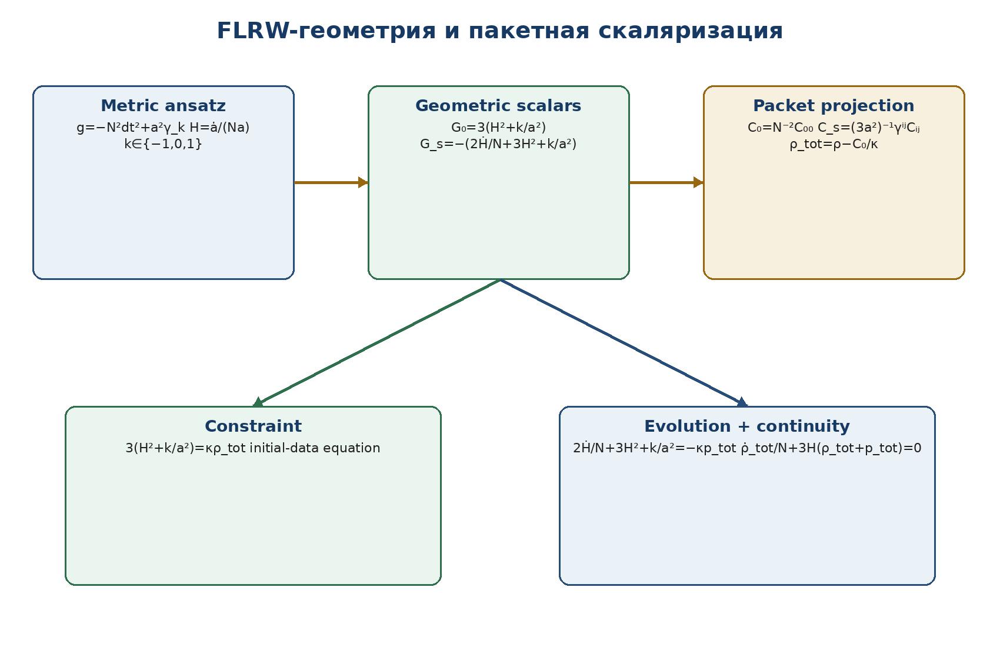 FLRW-геометрия и пакетная скаляризация
Metric ansatz
g=−N²dt²+a²γ_k H=ȧ/(Na)
k∈{−1,0,1}
Geometric scalars
G₀=3(H²+k/a²)
G_s=−(2Ḣ/N+3H²+k/a²)
Packet projection
C₀=N⁻²C₀₀ C_s=(3a²)⁻¹γⁱʲCᵢⱼ
ρ_tot=ρ−C₀/κ
Constraint
3(H²+k/a²)=κρ_tot initial-data equation
Evolution + continuity
2Ḣ/N+3H²+k/a²=−κp_tot ρ̇_tot/N+3H(ρ_tot+p_tot)=0